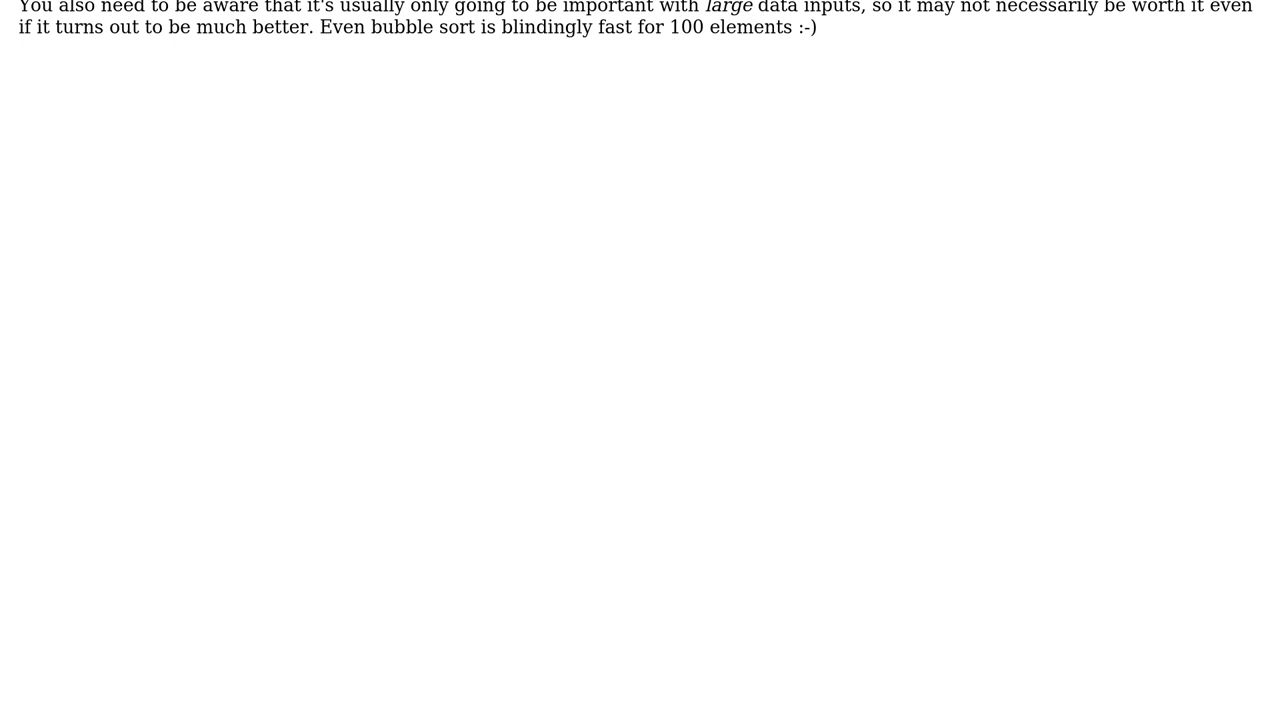 You also need to be aware that it's usually only going to be important with large data inputs, so it may not necessarily be worth it even
if it turns out to be much better. Even bubble sort is blindingly fast for 100 elements :-)